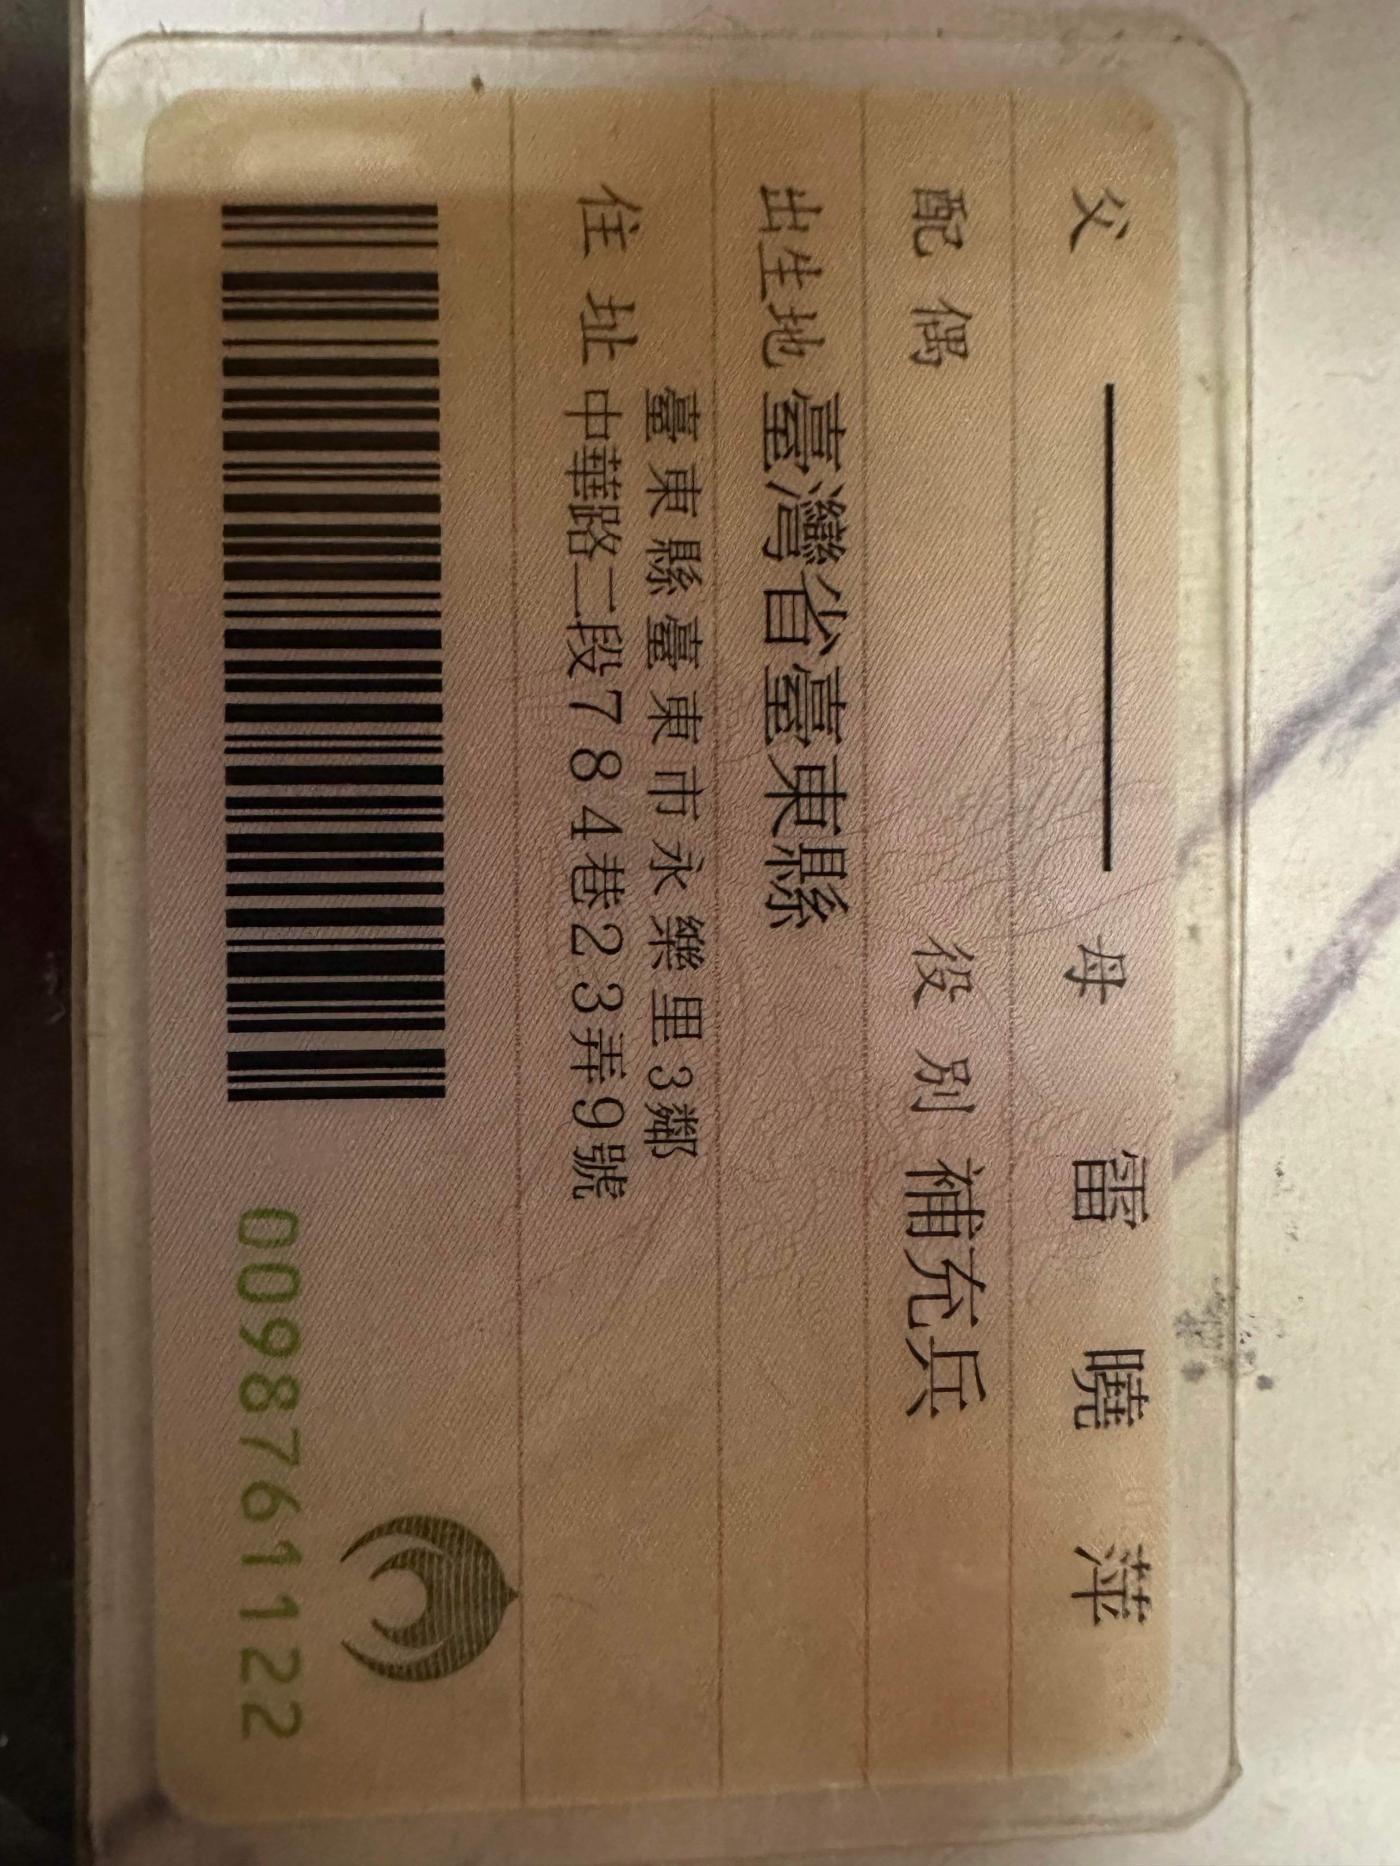 父 母 雷曉萍
配偶 役別 補充兵
出生地 臺灣省臺東縣
住址 臺東縣臺東市永樂里3鄰
中華路二段784巷23弄9號
0098761122